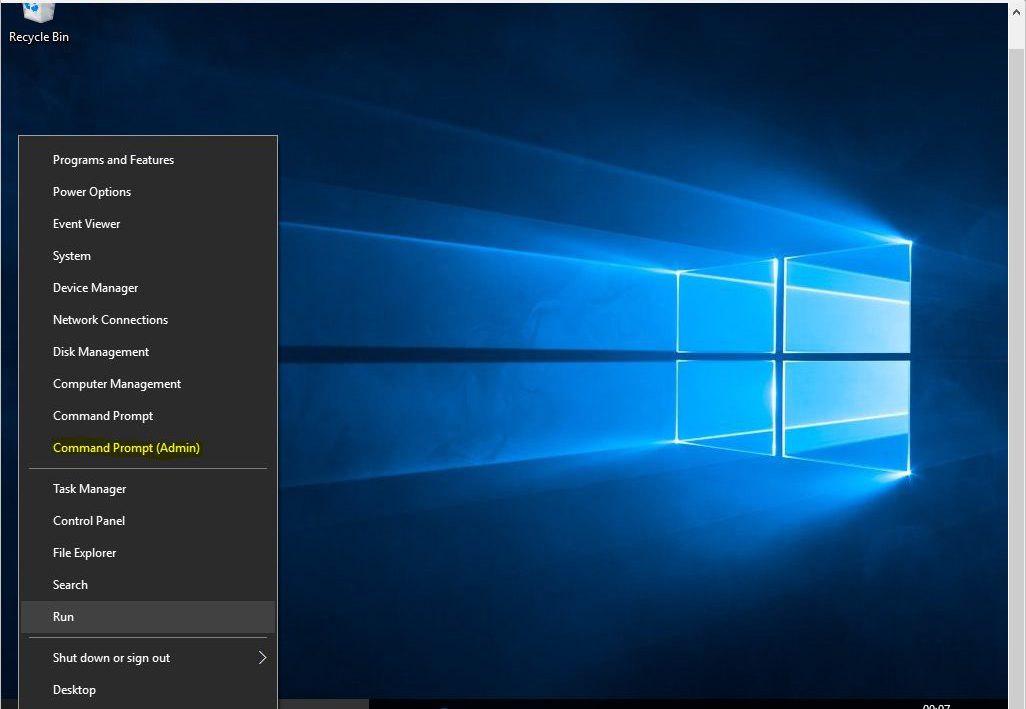 Recycle Bin
Programs and Features
Power Options
Event Viewer
System
Device Manager
Network Connections
Disk Management
Computer Management
Command Prompt
Command Prompt (Admin)
Task Manager
Control Panel
File Explorer
Search
Run
Shut down or sign out
Desktop